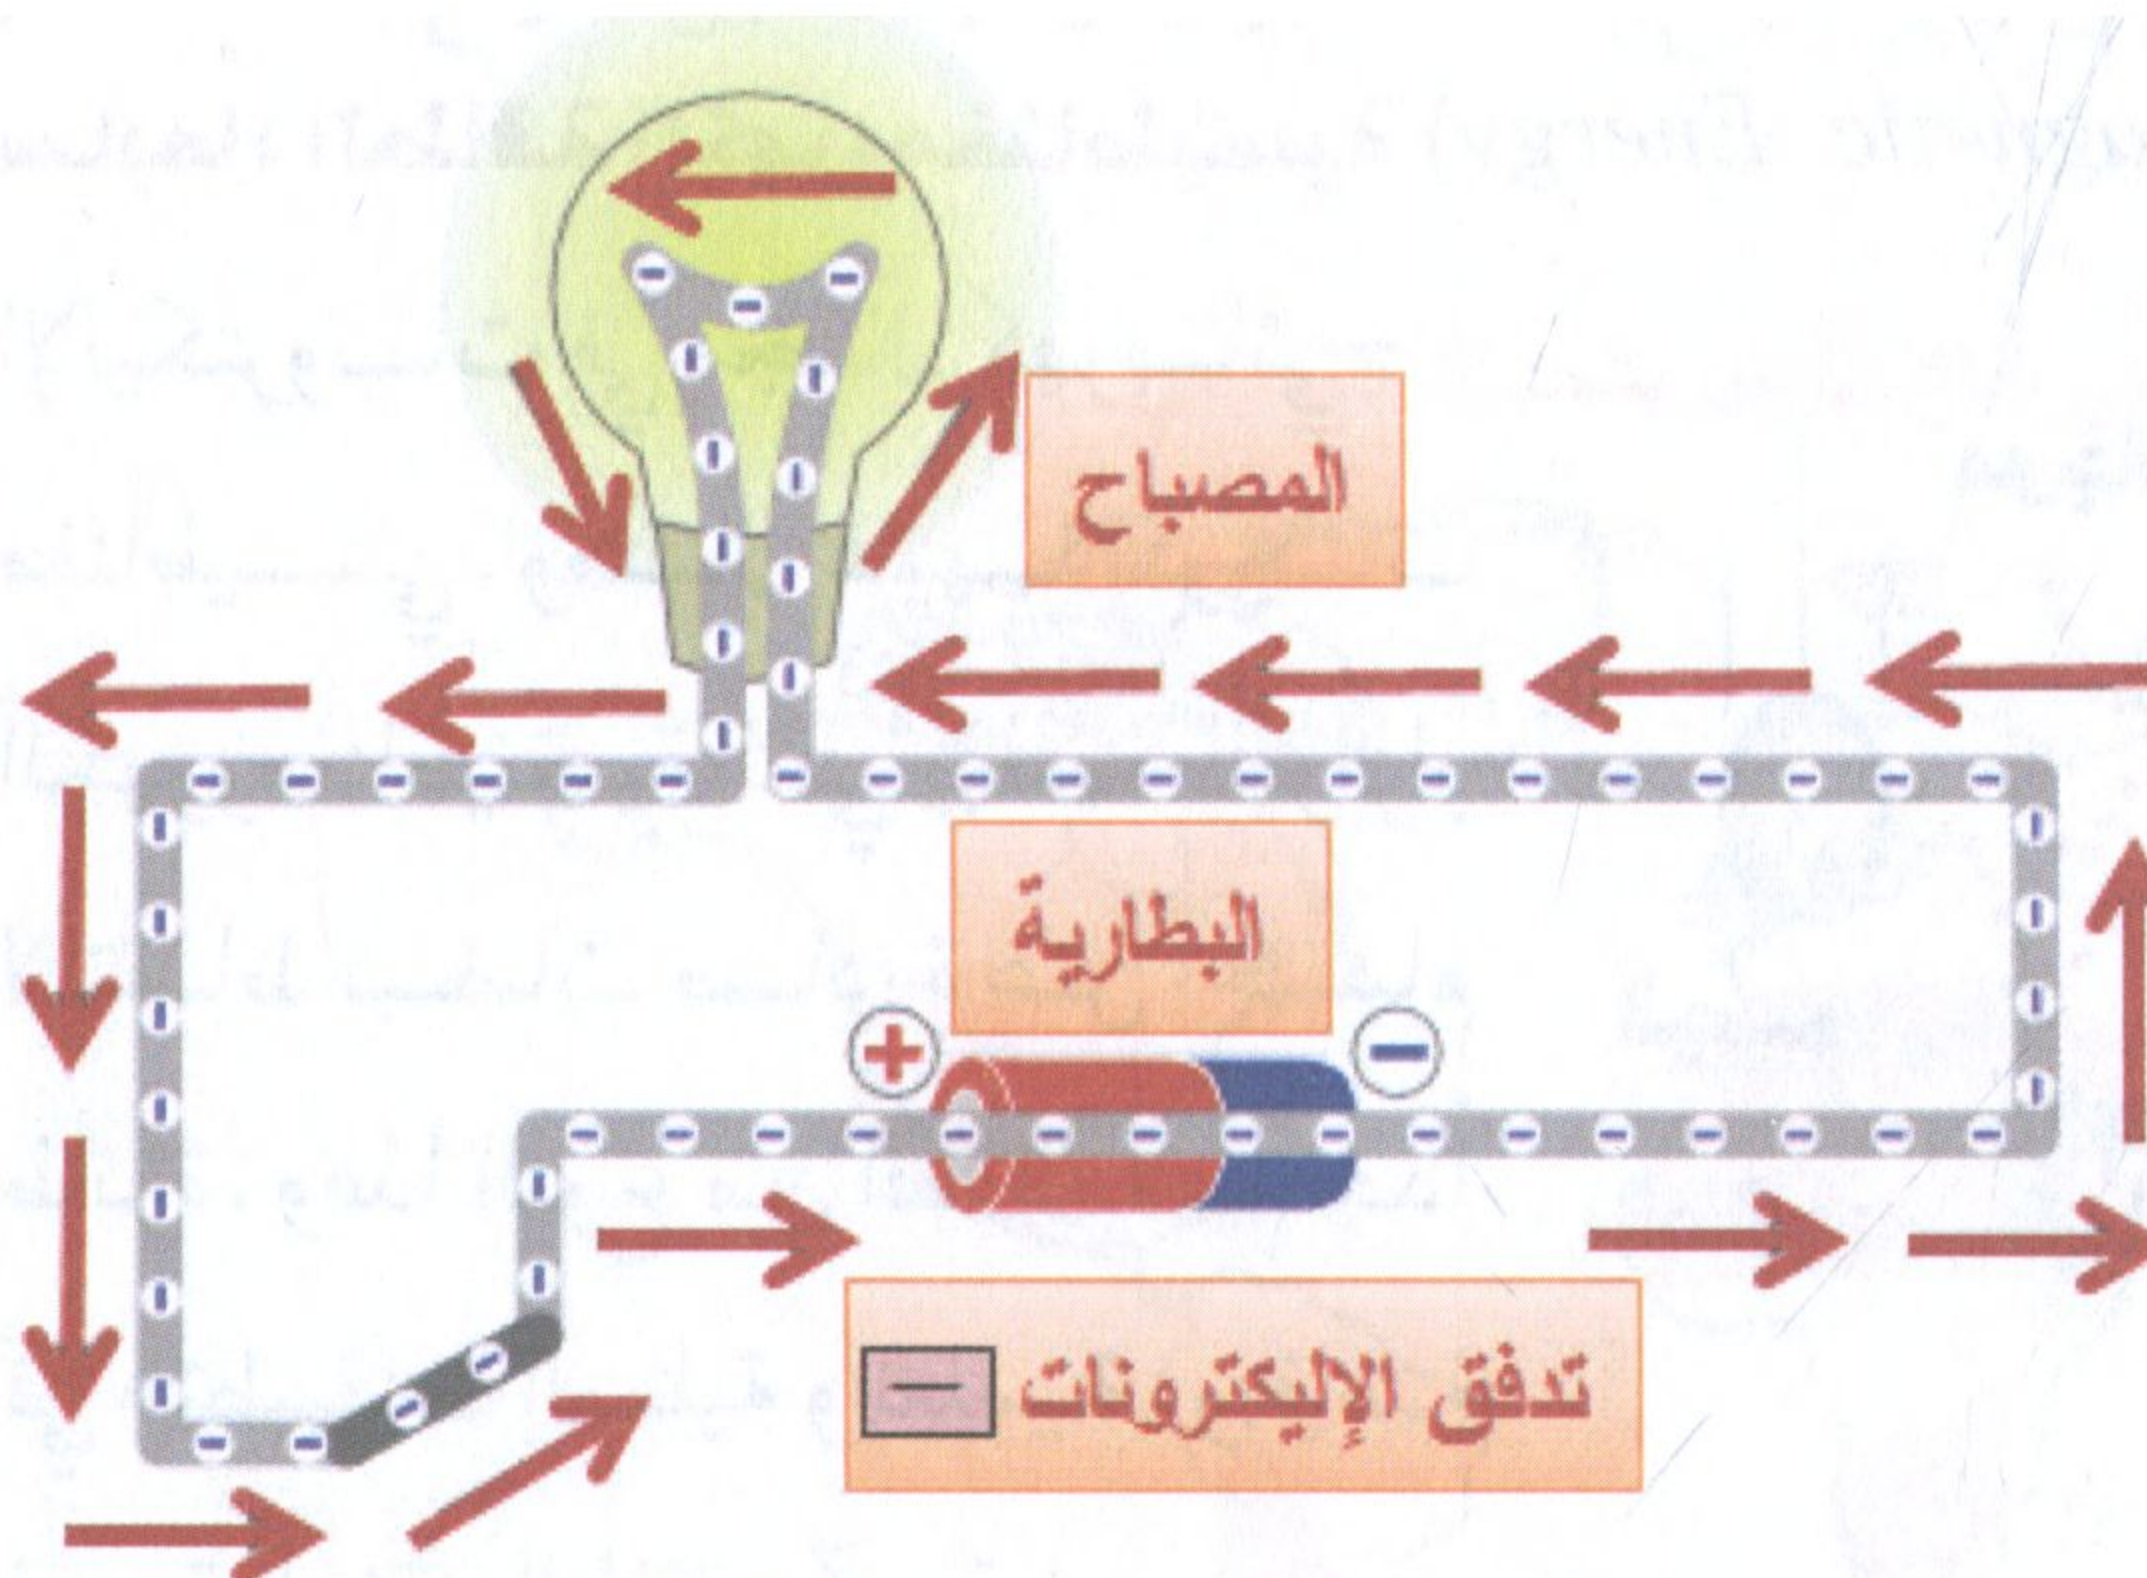 المصباح
البطارية
+ −
تدفق الإليكترونات −